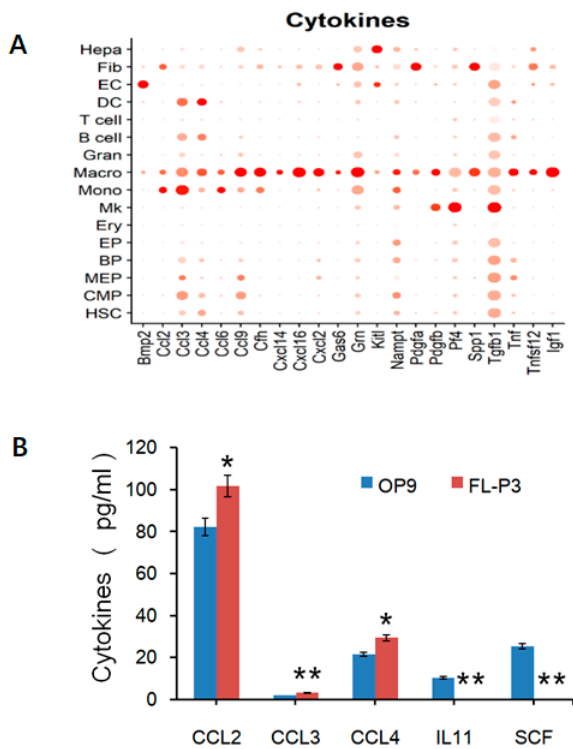 A
Cytokines
Hepa
Fib
EC
DC
T cell
B cell
Gran
Macro
Mono
Mk
Ery
EP
BP
MEP
CMP
HSC
Bmp2
Ccl2
Ccl3
Ccl4
Ccl6
Ccl9
Cfh
Cxcl14
Cxcl16
Cxcl2
Gas6
Grn
Kitl
Nampt
Pdgfa
Pdgfb
Pf4
Spp1
Tgfb1
Tnf
Tnfsf12
Igf1
B
Cytokines ( pg/ml)
120
100
80
60
40
20
0
OP9 FL-P3
*
**
*
**
**
CCL2 CCL3 CCL4 IL11 SCF